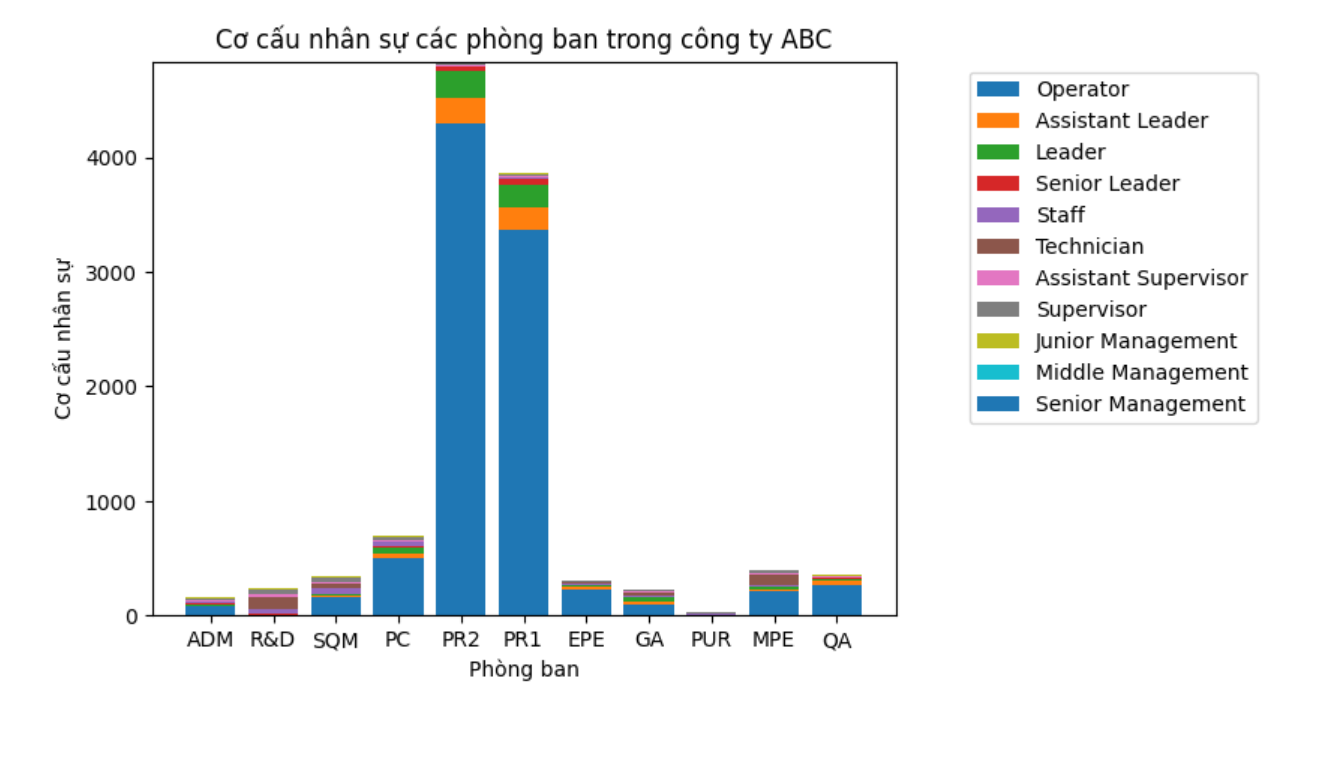 Cơ cấu nhân sự các phòng ban trong công ty ABC
Operator
Assistant Leader
Leader
Senior Leader
Staff
Technician
Assistant Supervisor
Supervisor
Junior Management
Middle Management
Senior Management
Cơ cấu nhân sự
4000
3000
2000
1000
0
ADM R&D SQM PC PR2 PR1 EPE GA PUR MPE QA
Phòng ban